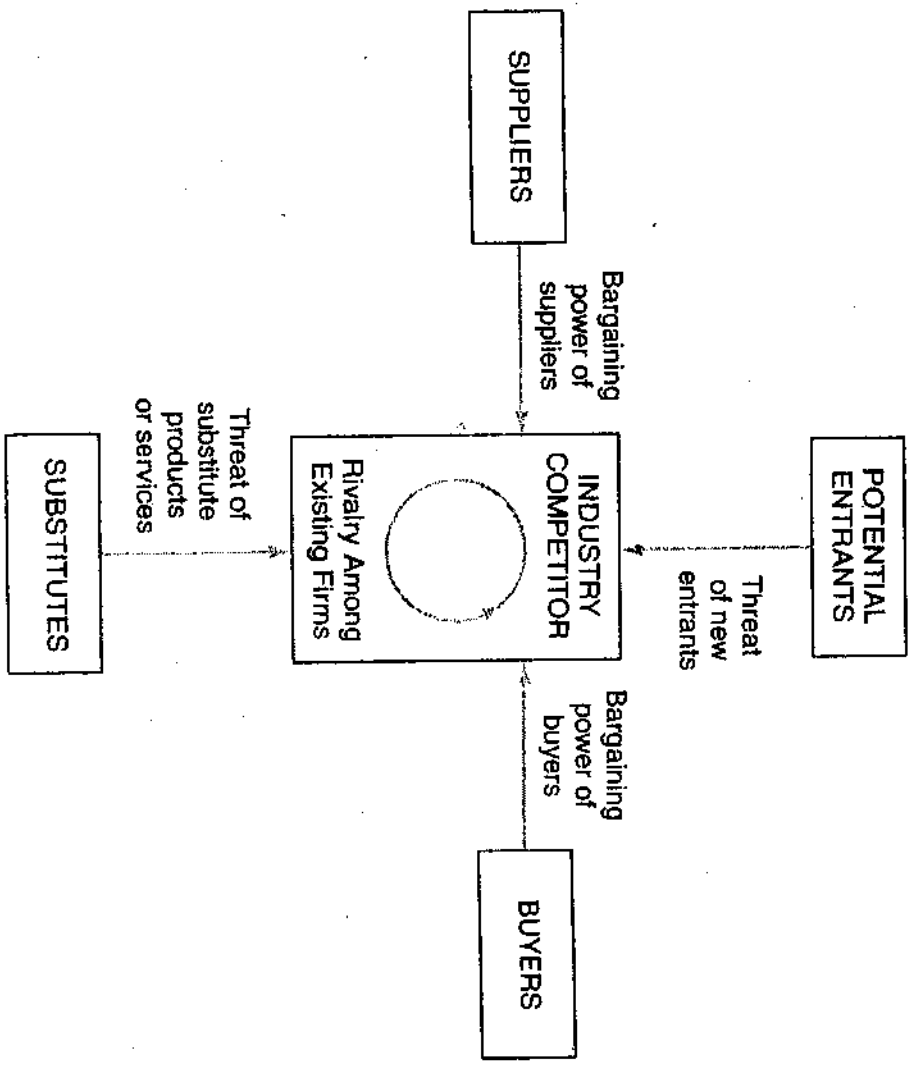 POTENTIAL
ENTRANTS
Threat
of new
entrants
SUPPLIERS
Bargaining
power of
suppliers
INDUSTRY
COMPETITOR
Rivalry Among
Existing Firms
Bargaining
power of
buyers
BUYERS
Threat of
substitute
products
or services
SUBSTITUTES